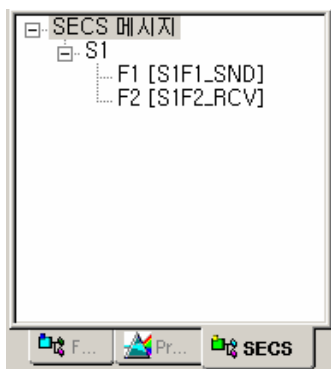 SECS 메시지
S1
F1 [S1F1_SND]
F2 [S1F2_RCV]
F... Pr... SECS